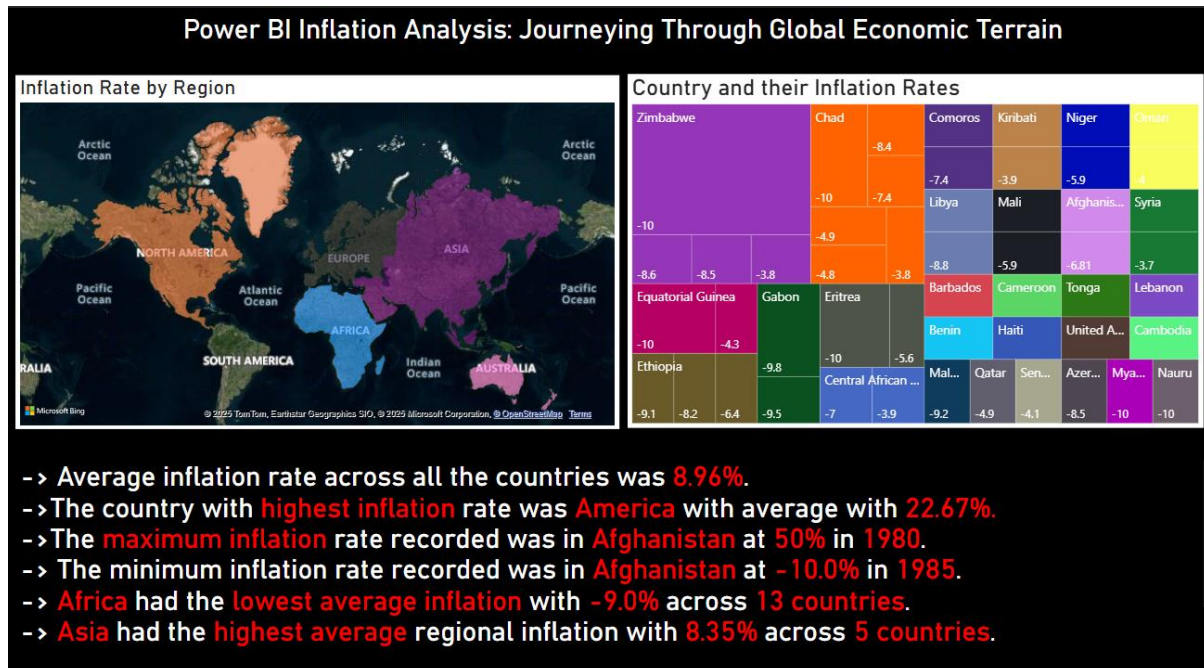 Power BI Inflation Analysis: Journeying Through Global Economic Terrain
Inflation Rate by Region
Arctic
Ocean
Arctic
Ocean
NORTH AMERICA
EUROPE
ASIA
Pacific
Ocean
Atlantic
Ocean
Pacific
Ocean
AFRICA
SOUTH AMERICA
Indian
Ocean
RALIA
AUSTRALIA
Microsoft Bing
© 2025 TomTom, Earthstar Geographics SIO, © 2025 Microsoft Corporation, © OpenStreetMap Terms
Country and their Inflation Rates
Zimbabwe
-10
-8.6
-8.5
-3.8
Chad
-10
-8.4
-7.4
-4.9
-4.8
-3.8
Equatorial Guinea
-10
-4.3
Ethiopia
-9.1
-8.2
-6.4
Gabon
-9.8
-9.5
Eritrea
-10
-5.6
Central African ...
-7
-3.9
Comoros
-7.4
Kiribati
-3.9
Niger
-5.9
Oman
-4
Libya
-8.8
Mali
-5.9
Afghanis...
-6.81
Syria
-3.7
Barbados
Cameroon
Tonga
Lebanon
Benin
Haiti
United A...
Cambodia
Mal...
-9.2
Qatar
-4.9
Sen...
-4.1
Azer...
-8.5
Mya...
-10
Nauru
-10
-> Average inflation rate across all the countries was 8.96%.
->The country with highest inflation rate was America with average with 22.67%.
->The maximum inflation rate recorded was in Afghanistan at 50% in 1980.
-> The minimum inflation rate recorded was in Afghanistan at -10.0% in 1985.
-> Africa had the lowest average inflation with -9.0% across 13 countries.
-> Asia had the highest average regional inflation with 8.35% across 5 countries.